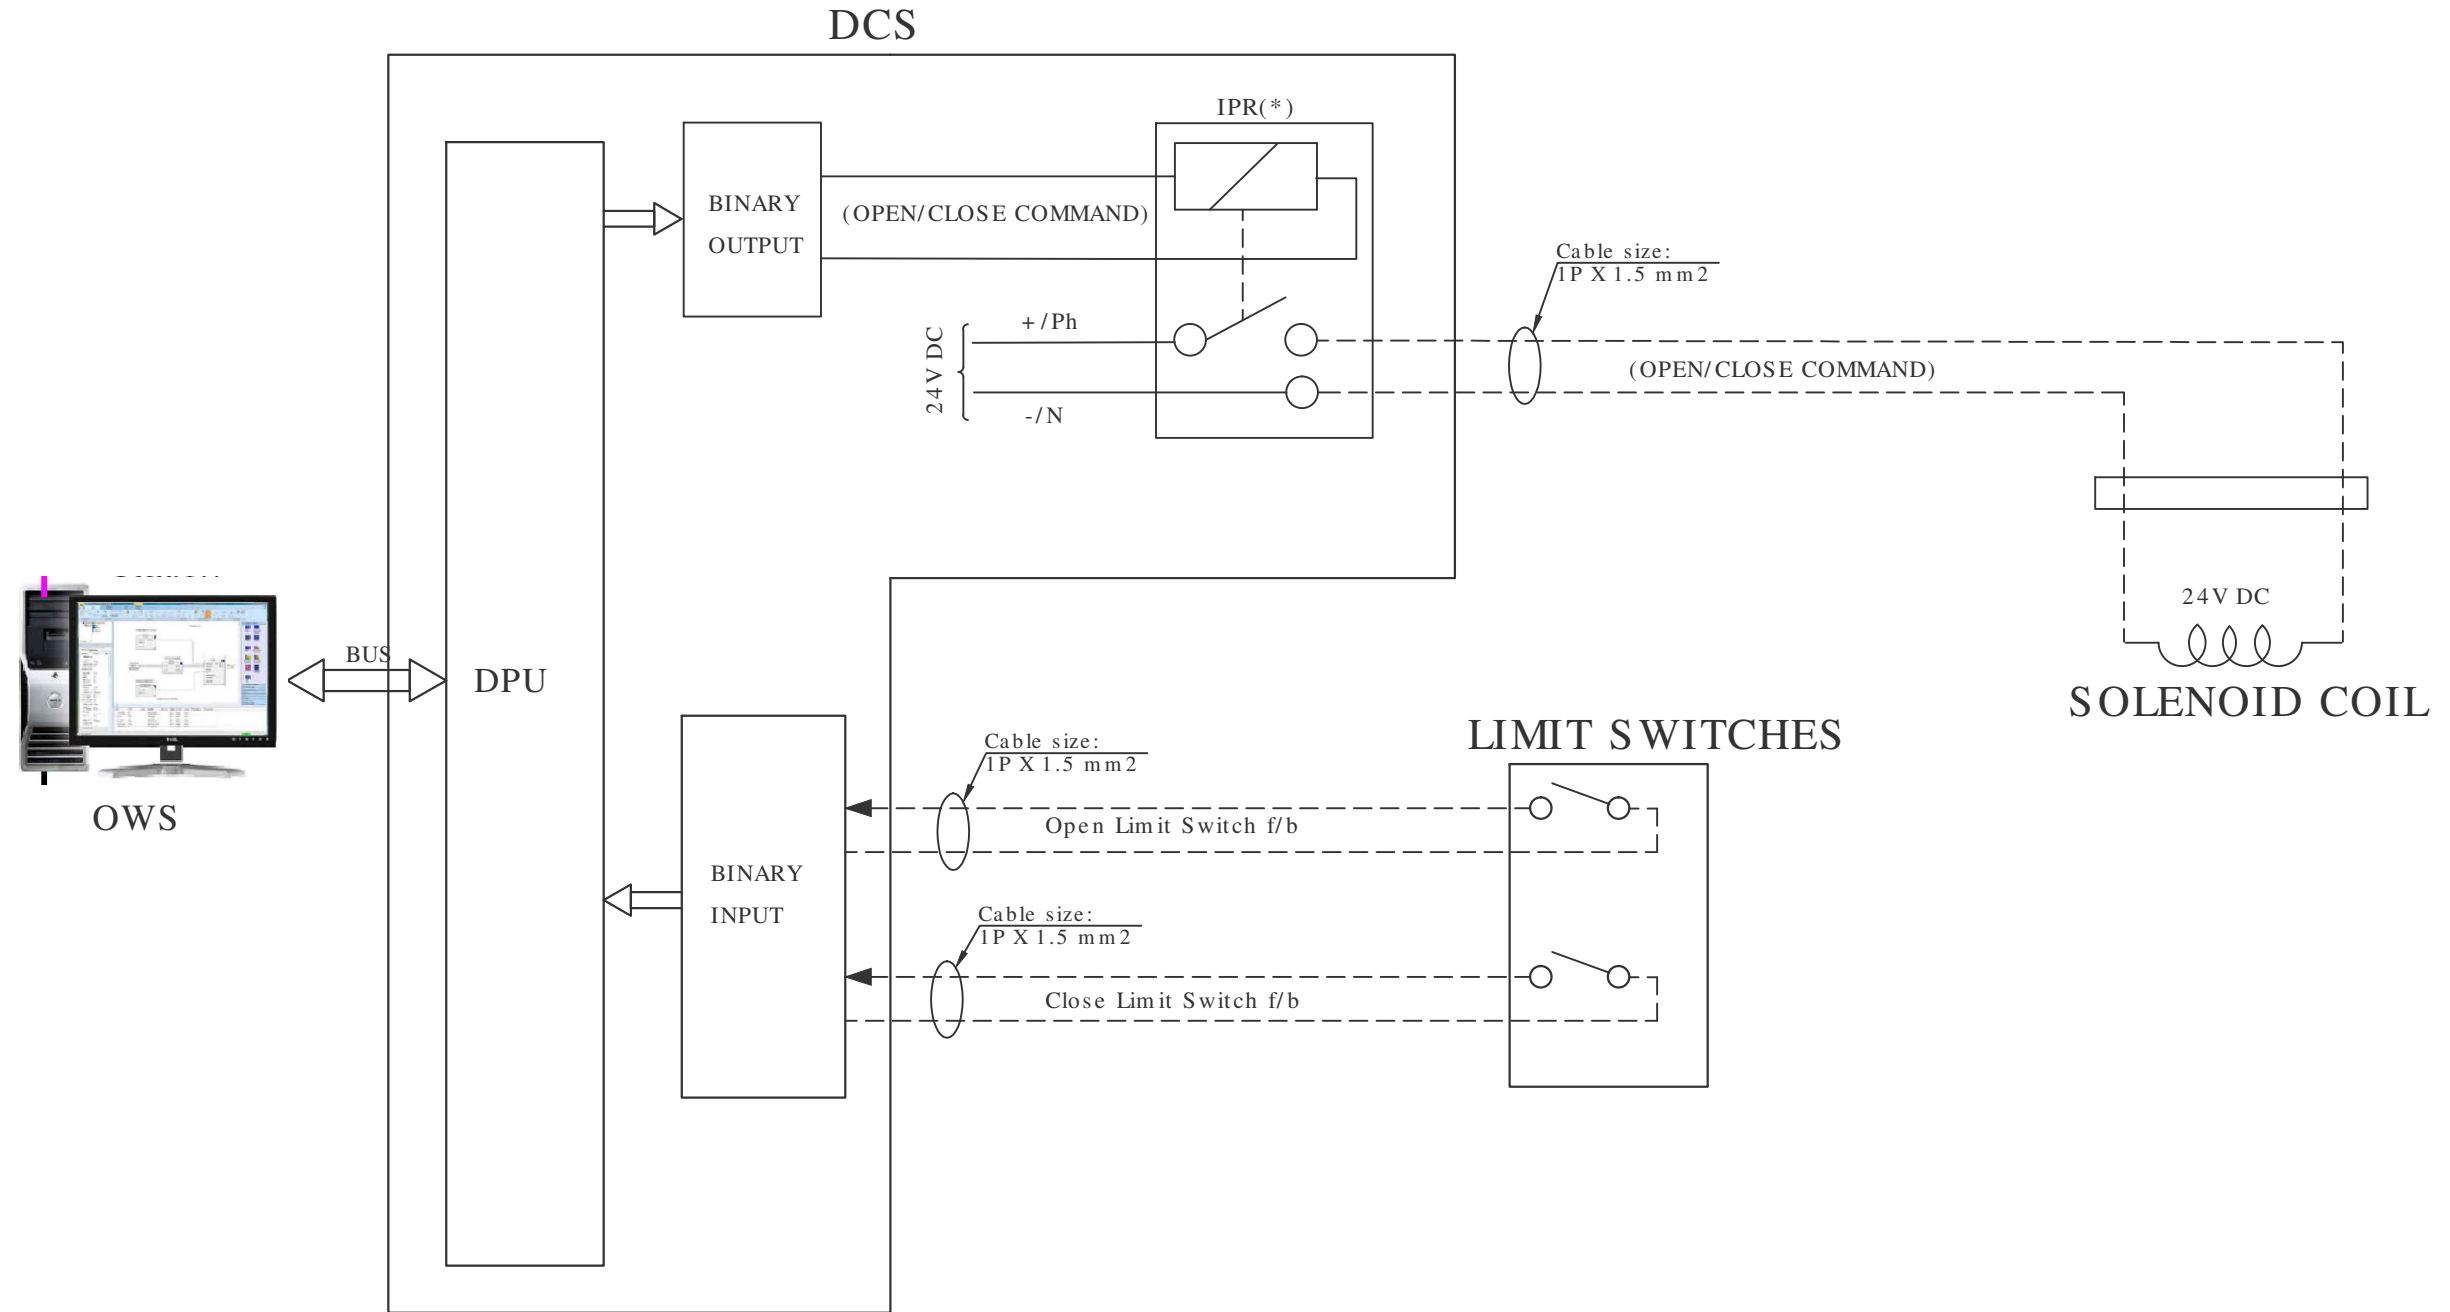 DCS
IPR(*)
BINARY
OUTPUT
(OPEN/CLOSE COMMAND)
Cable size:
1P X 1.5 mm2
24V DC
+/Ph
-/N
(OPEN/CLOSE COMMAND)
24V DC
SOLENOID COIL
BUS
DPU
OWS
LIMIT SWITCHES
Cable size:
1P X 1.5 mm2
Open Limit Switch f/b
BINARY
INPUT
Cable size:
1P X 1.5 mm2
Close Limit Switch f/b